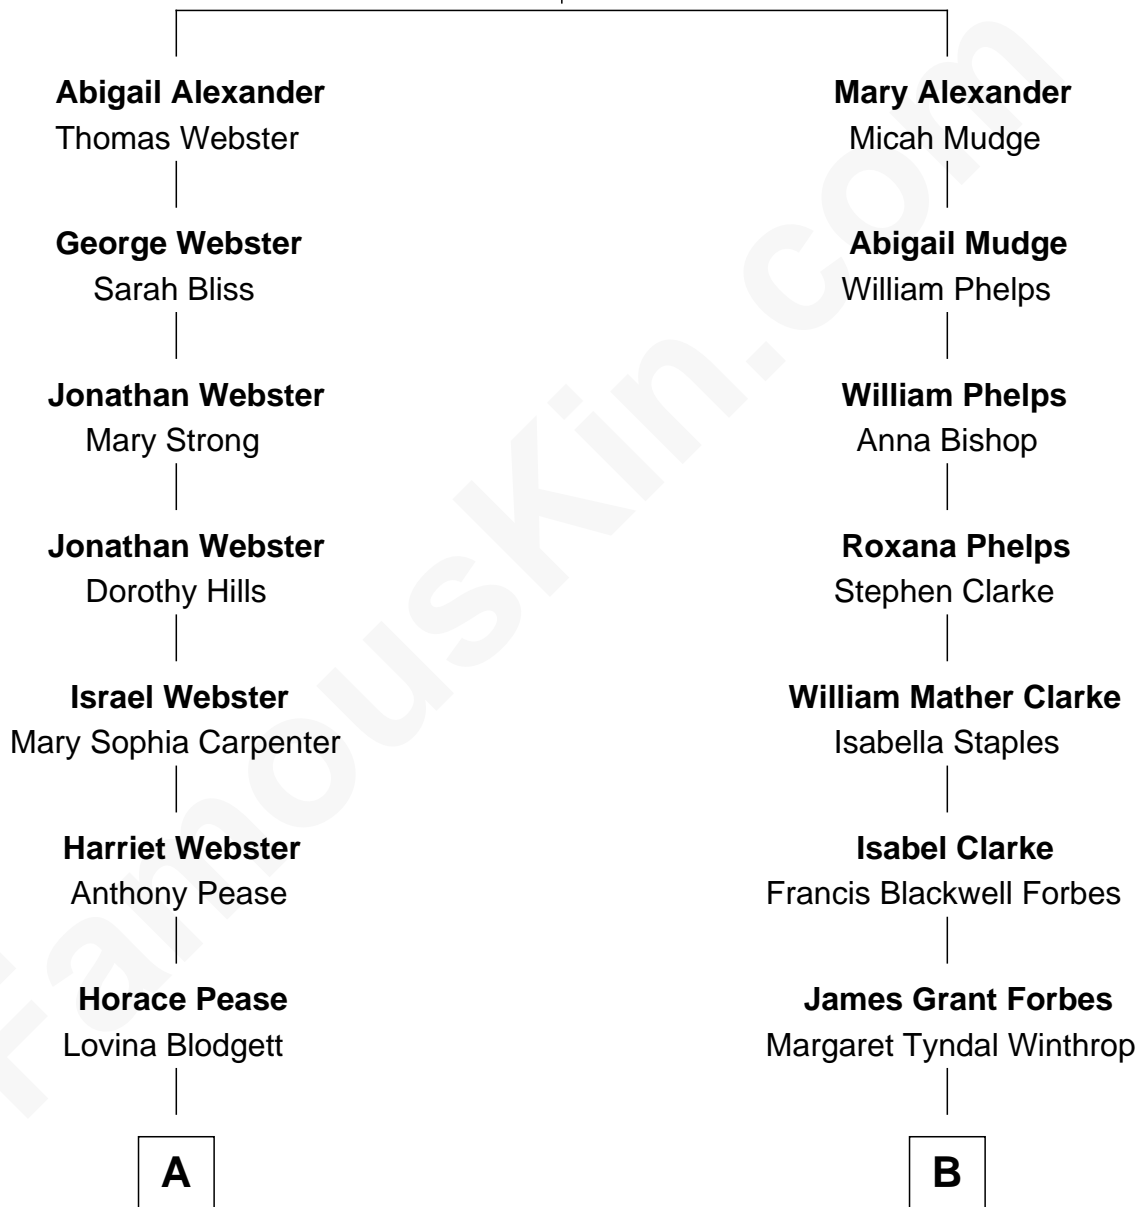 Abigail Alexander
Thomas Webster
George Webster
Sarah Bliss
Jonathan Webster
Mary Strong
Jonathan Webster
Dorothy Hills
Israel Webster
Mary Sophia Carpenter
Harriet Webster
Anthony Pease
Horace Pease
Lovina Blodgett
A
Mary Alexander
Micah Mudge
Abigail Mudge
William Phelps
William Phelps
Anna Bishop
Roxana Phelps
Stephen Clarke
William Mather Clarke
Isabella Staples
Isabel Clarke
Francis Blackwell Forbes
James Grant Forbes
Margaret Tyndal Winthrop
B
FamousKin.com